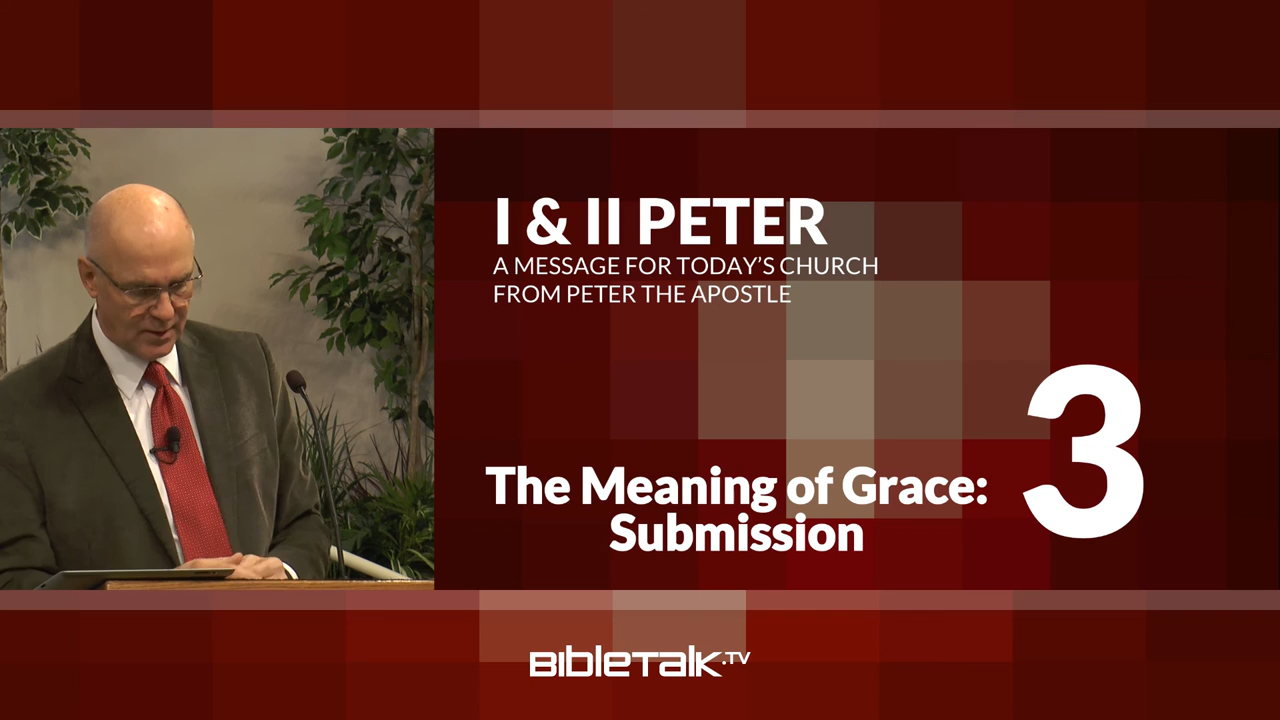 I & II PETER
A MESSAGE FOR TODAY'S CHURCH
FROM PETER THE APOSTLE
The Meaning of Grace:
Submission
3
BIBLETALK.TV